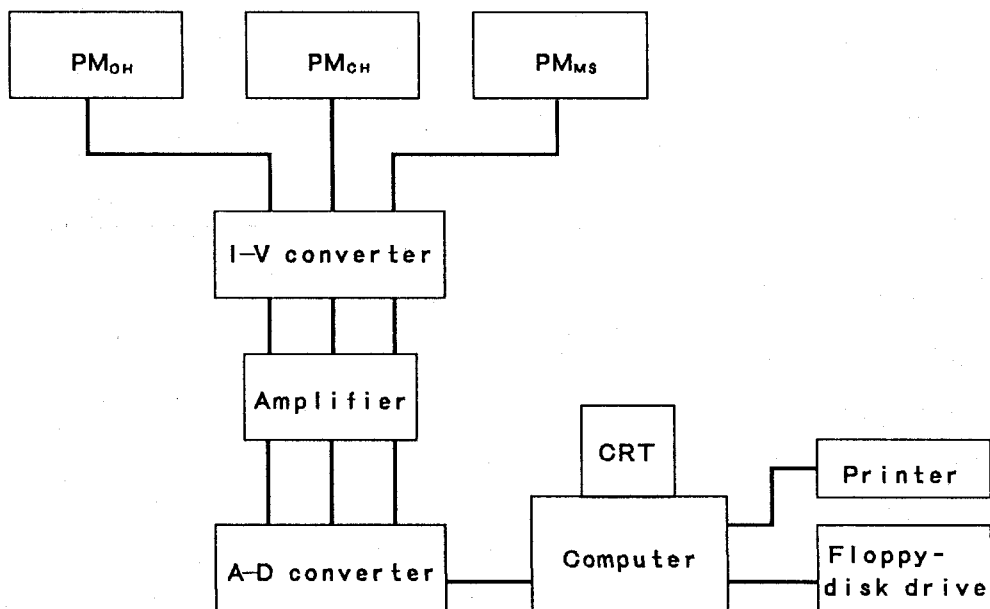 PMOH
PMCH
PMMS
I-V converter
Amplifier
CRT
Printer
A-D converter
Computer
Floppy-
disk drive